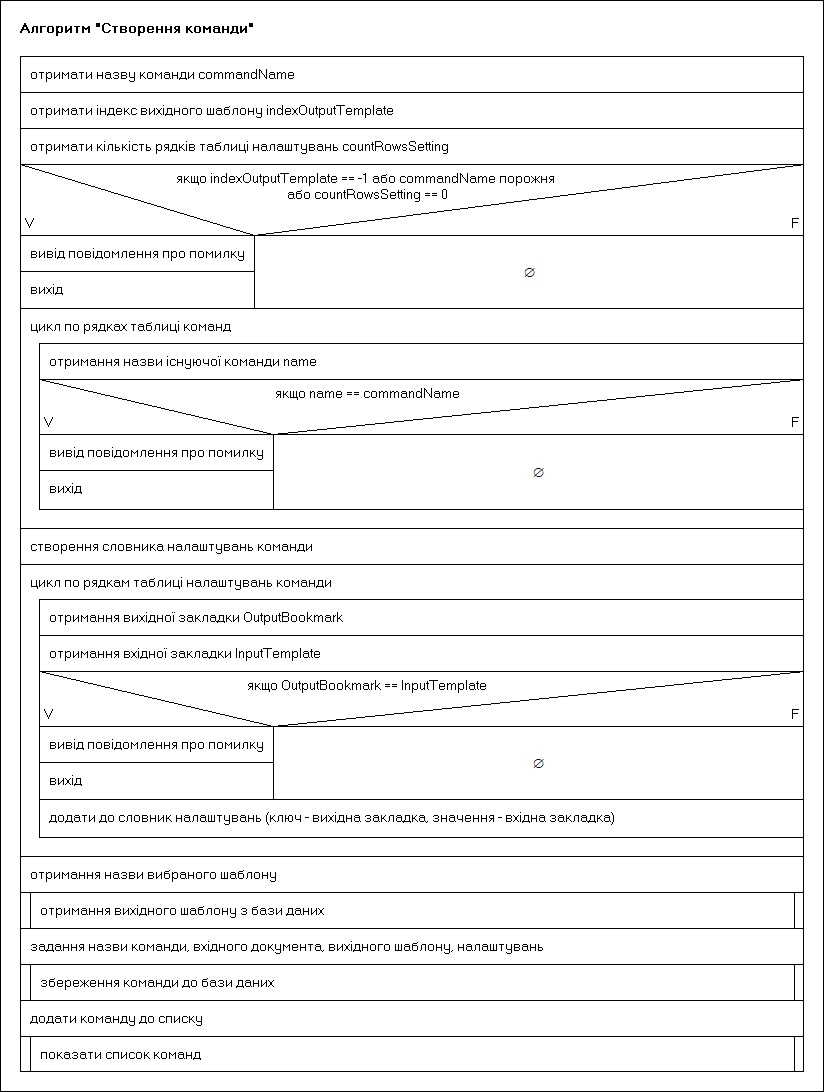 Алгоритм "Створення команди"
отримати назву команди commandName
отримати індекс вихідного шаблону indexOutputTemplate
отримати кількість рядків таблиці налаштувань countRowsSetting
якщо indexOutputTemplate == -1 або commandName порожня
або countRowsSetting == 0
V F
вивід повідомлення про помилку
∅
вихід
цикл по рядках таблиці команд
отримання назви існуючої команди name
якщо name == commandName
V F
вивід повідомлення про помилку
∅
вихід
створення словника налаштувань команди
цикл по рядкам таблиці налаштувань команди
отримання вихідної закладки OutputBookmark
отримання вхідної закладки InputTemplate
якщо OutputBookmark == InputTemplate
V F
вивід повідомлення про помилку
∅
вихід
додати до словник налаштувань (ключ - вихідна закладка, значення - вхідна закладка)
отримання назви вибраного шаблону
отримання вихідного шаблону з бази даних
задання назви команди, вхідного документа, вихідного шаблону, налаштувань
збереження команди до бази даних
додати команду до списку
показати список команд